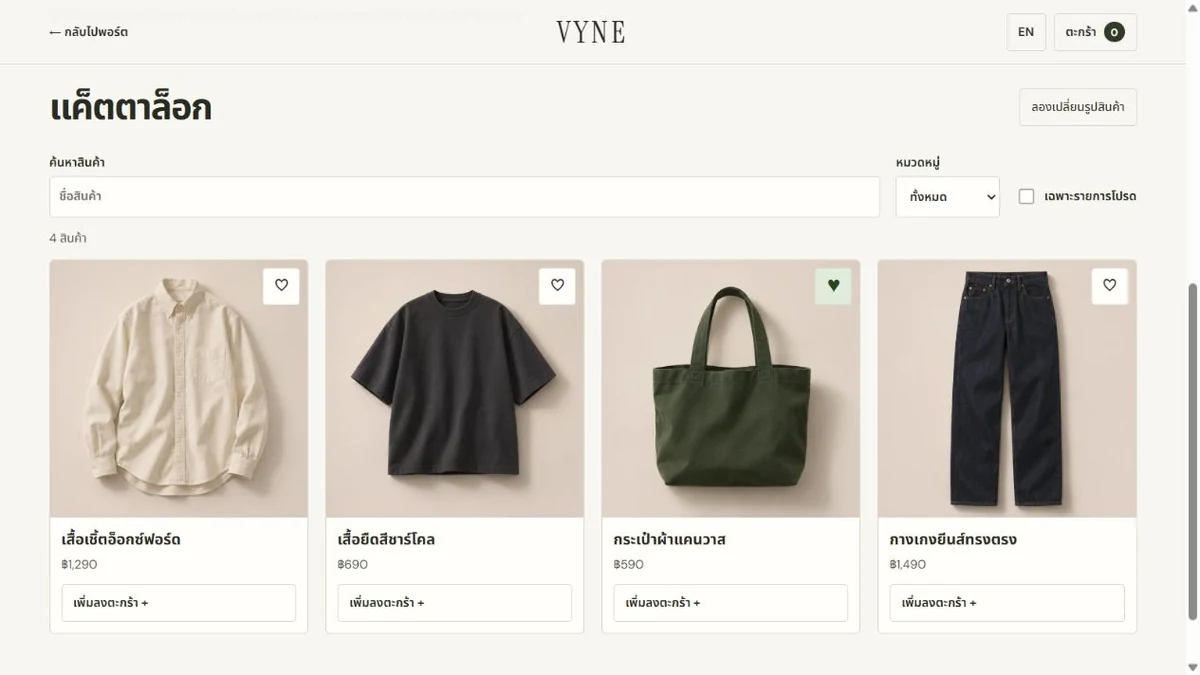 ← กลับไปพอร์ต
VYNE
EN
ตะกร้า 0
แค็ตตาล็อก
ลองเปลี่ยนรูปสินค้า
ค้นหาสินค้า
หมวดหมู่
ชื่อสินค้า
ทั้งหมด
เฉพาะรายการโปรด
4 สินค้า
เสื้อเชิ้ตอ็อกซ์ฟอร์ด
฿1,290
เพิ่มลงตะกร้า +
เสื้อยืดสีชาร์โคล
฿690
เพิ่มลงตะกร้า +
กระเป๋าผ้าแคนวาส
฿590
เพิ่มลงตะกร้า +
กางเกงยีนส์ทรงตรง
฿1,490
เพิ่มลงตะกร้า +